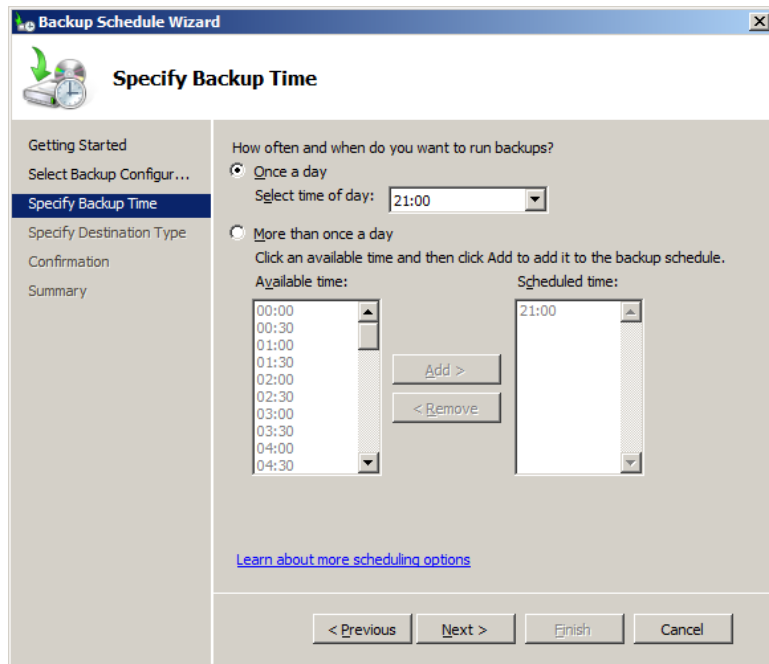 Backup Schedule Wizard
Specify Backup Time
Getting Started
Select Backup Configur...
Specify Backup Time
Specify Destination Type
Confirmation
Summary
How often and when do you want to run backups?
Once a day
Select time of day: 21:00
More than once a day
Click an available time and then click Add to add it to the backup schedule.
Available time:
00:00
00:30
01:00
01:30
02:00
02:30
03:00
03:30
04:00
04:30
Add >
< Remove
Scheduled time:
21:00
Learn about more scheduling options
< Previous
Next >
Finish
Cancel